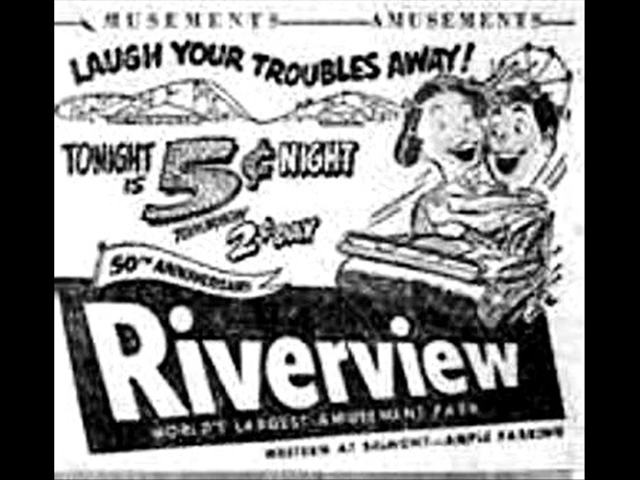 AMUSEMENTS AMUSEMENTS
LAUGH YOUR TROUBLES AWAY!
TONIGHT IS 5¢ NIGHT
TOMORROW 2¢ DAY
50TH ANNIVERSARY
Riverview
WORLD'S LARGEST AMUSEMENT PARK
WESTERN AT BELMONT—AMPLE PARKING